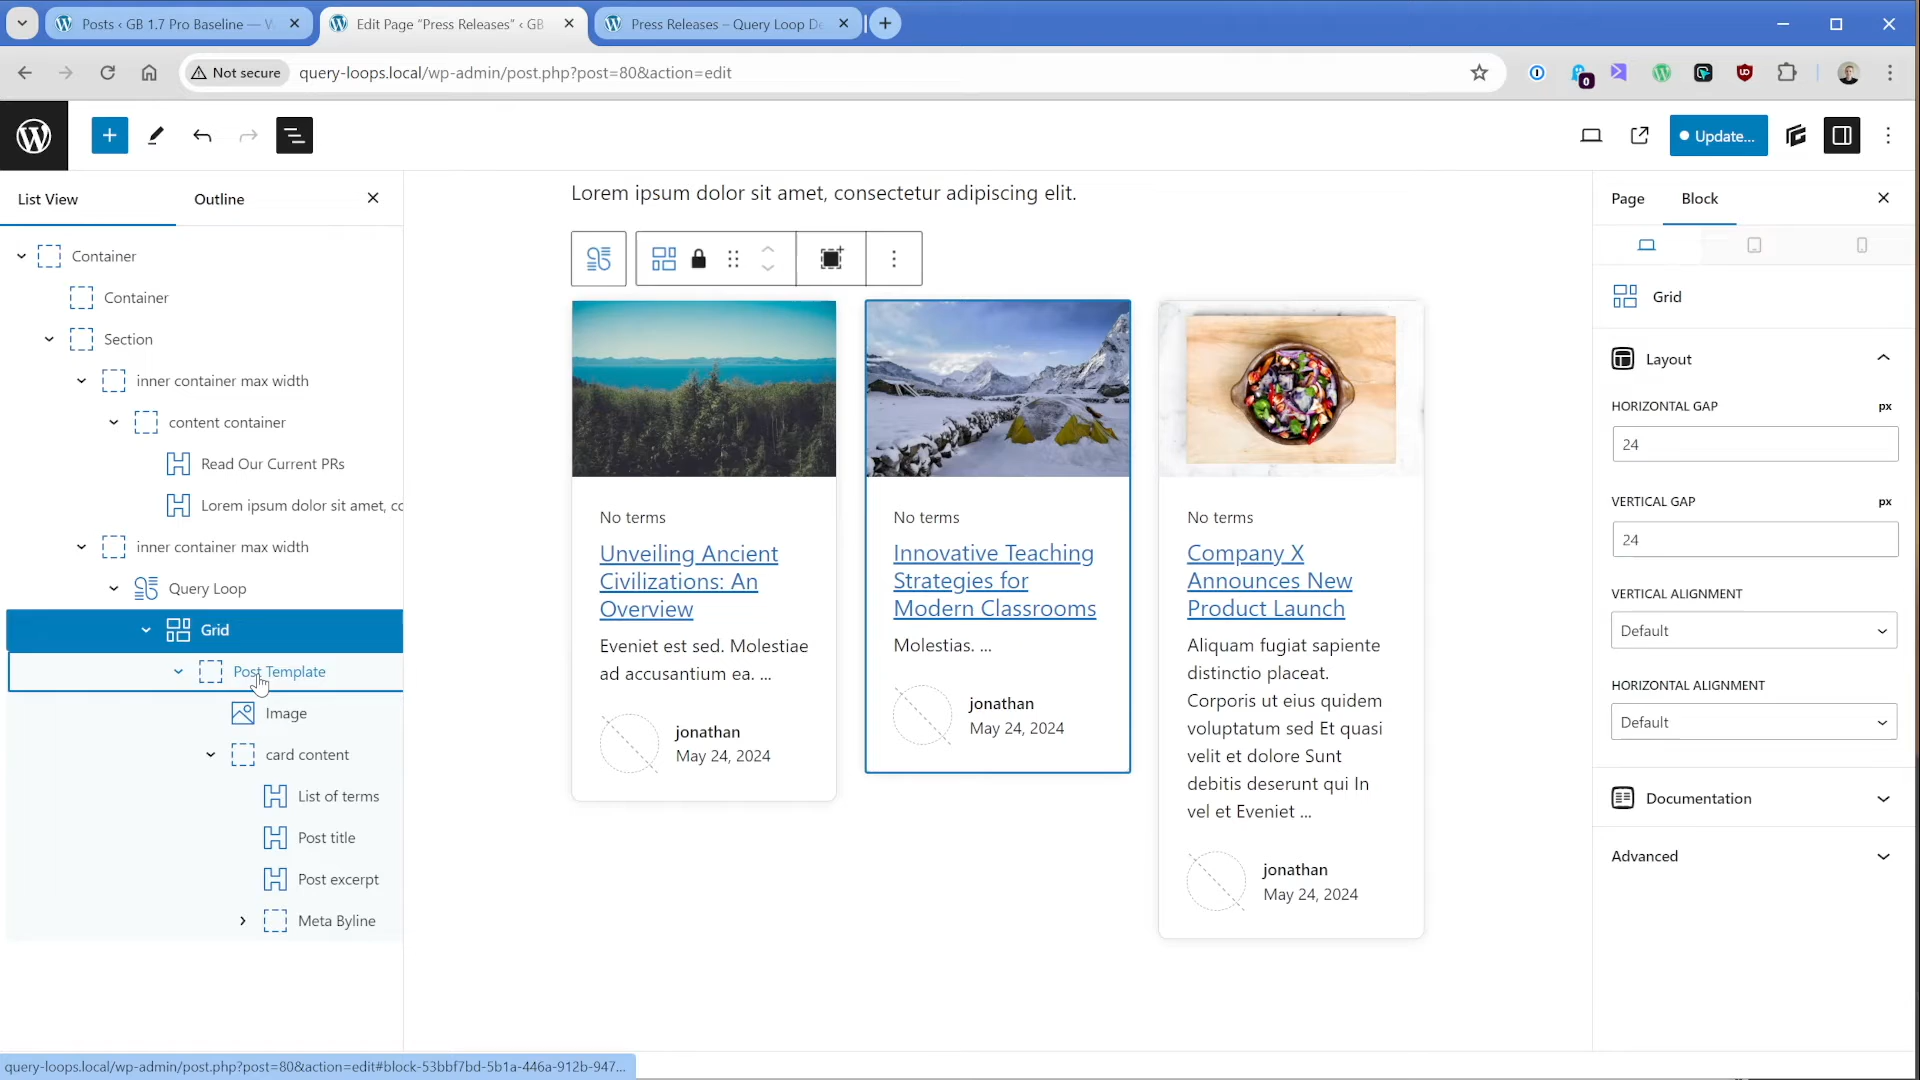 Posts ‹ GB 1.7 Pro Baseline — W
Edit Page “Press Releases” ‹ GB
Press Releases – Query Loop De
Not secure
query-loops.local/wp-admin/post.php?post=80&action=edit
0
Update...
List View
Outline
Container
Container
Section
inner container max width
content container
Read Our Current PRs
Lorem ipsum dolor sit amet, co
inner container max width
Query Loop
Grid
Post Template
Image
card content
List of terms
Post title
Post excerpt
Meta Byline
Lorem ipsum dolor sit amet, consectetur adipiscing elit.
No terms
Unveiling Ancient
Civilizations: An
Overview
Eveniet est sed. Molestiae
ad accusantium ea. ...
jonathan
May 24, 2024
No terms
Innovative Teaching
Strategies for
Modern Classrooms
Molestias. ...
jonathan
May 24, 2024
No terms
Company X
Announces New
Product Launch
Aliquam fugiat sapiente
distinctio placeat.
Corporis ut eius quidem
voluptatum sed Et quasi
velit et dolore Sunt
debitis deserunt qui In
vel et Eveniet ...
jonathan
May 24, 2024
Page
Block
Grid
Layout
HORIZONTAL GAP
px
24
VERTICAL GAP
px
24
VERTICAL ALIGNMENT
Default
HORIZONTAL ALIGNMENT
Default
Documentation
Advanced
query-loops.local/wp-admin/post.php?post=80&action=edit#block-53bbf7bd-5b1a-446a-912b-947...